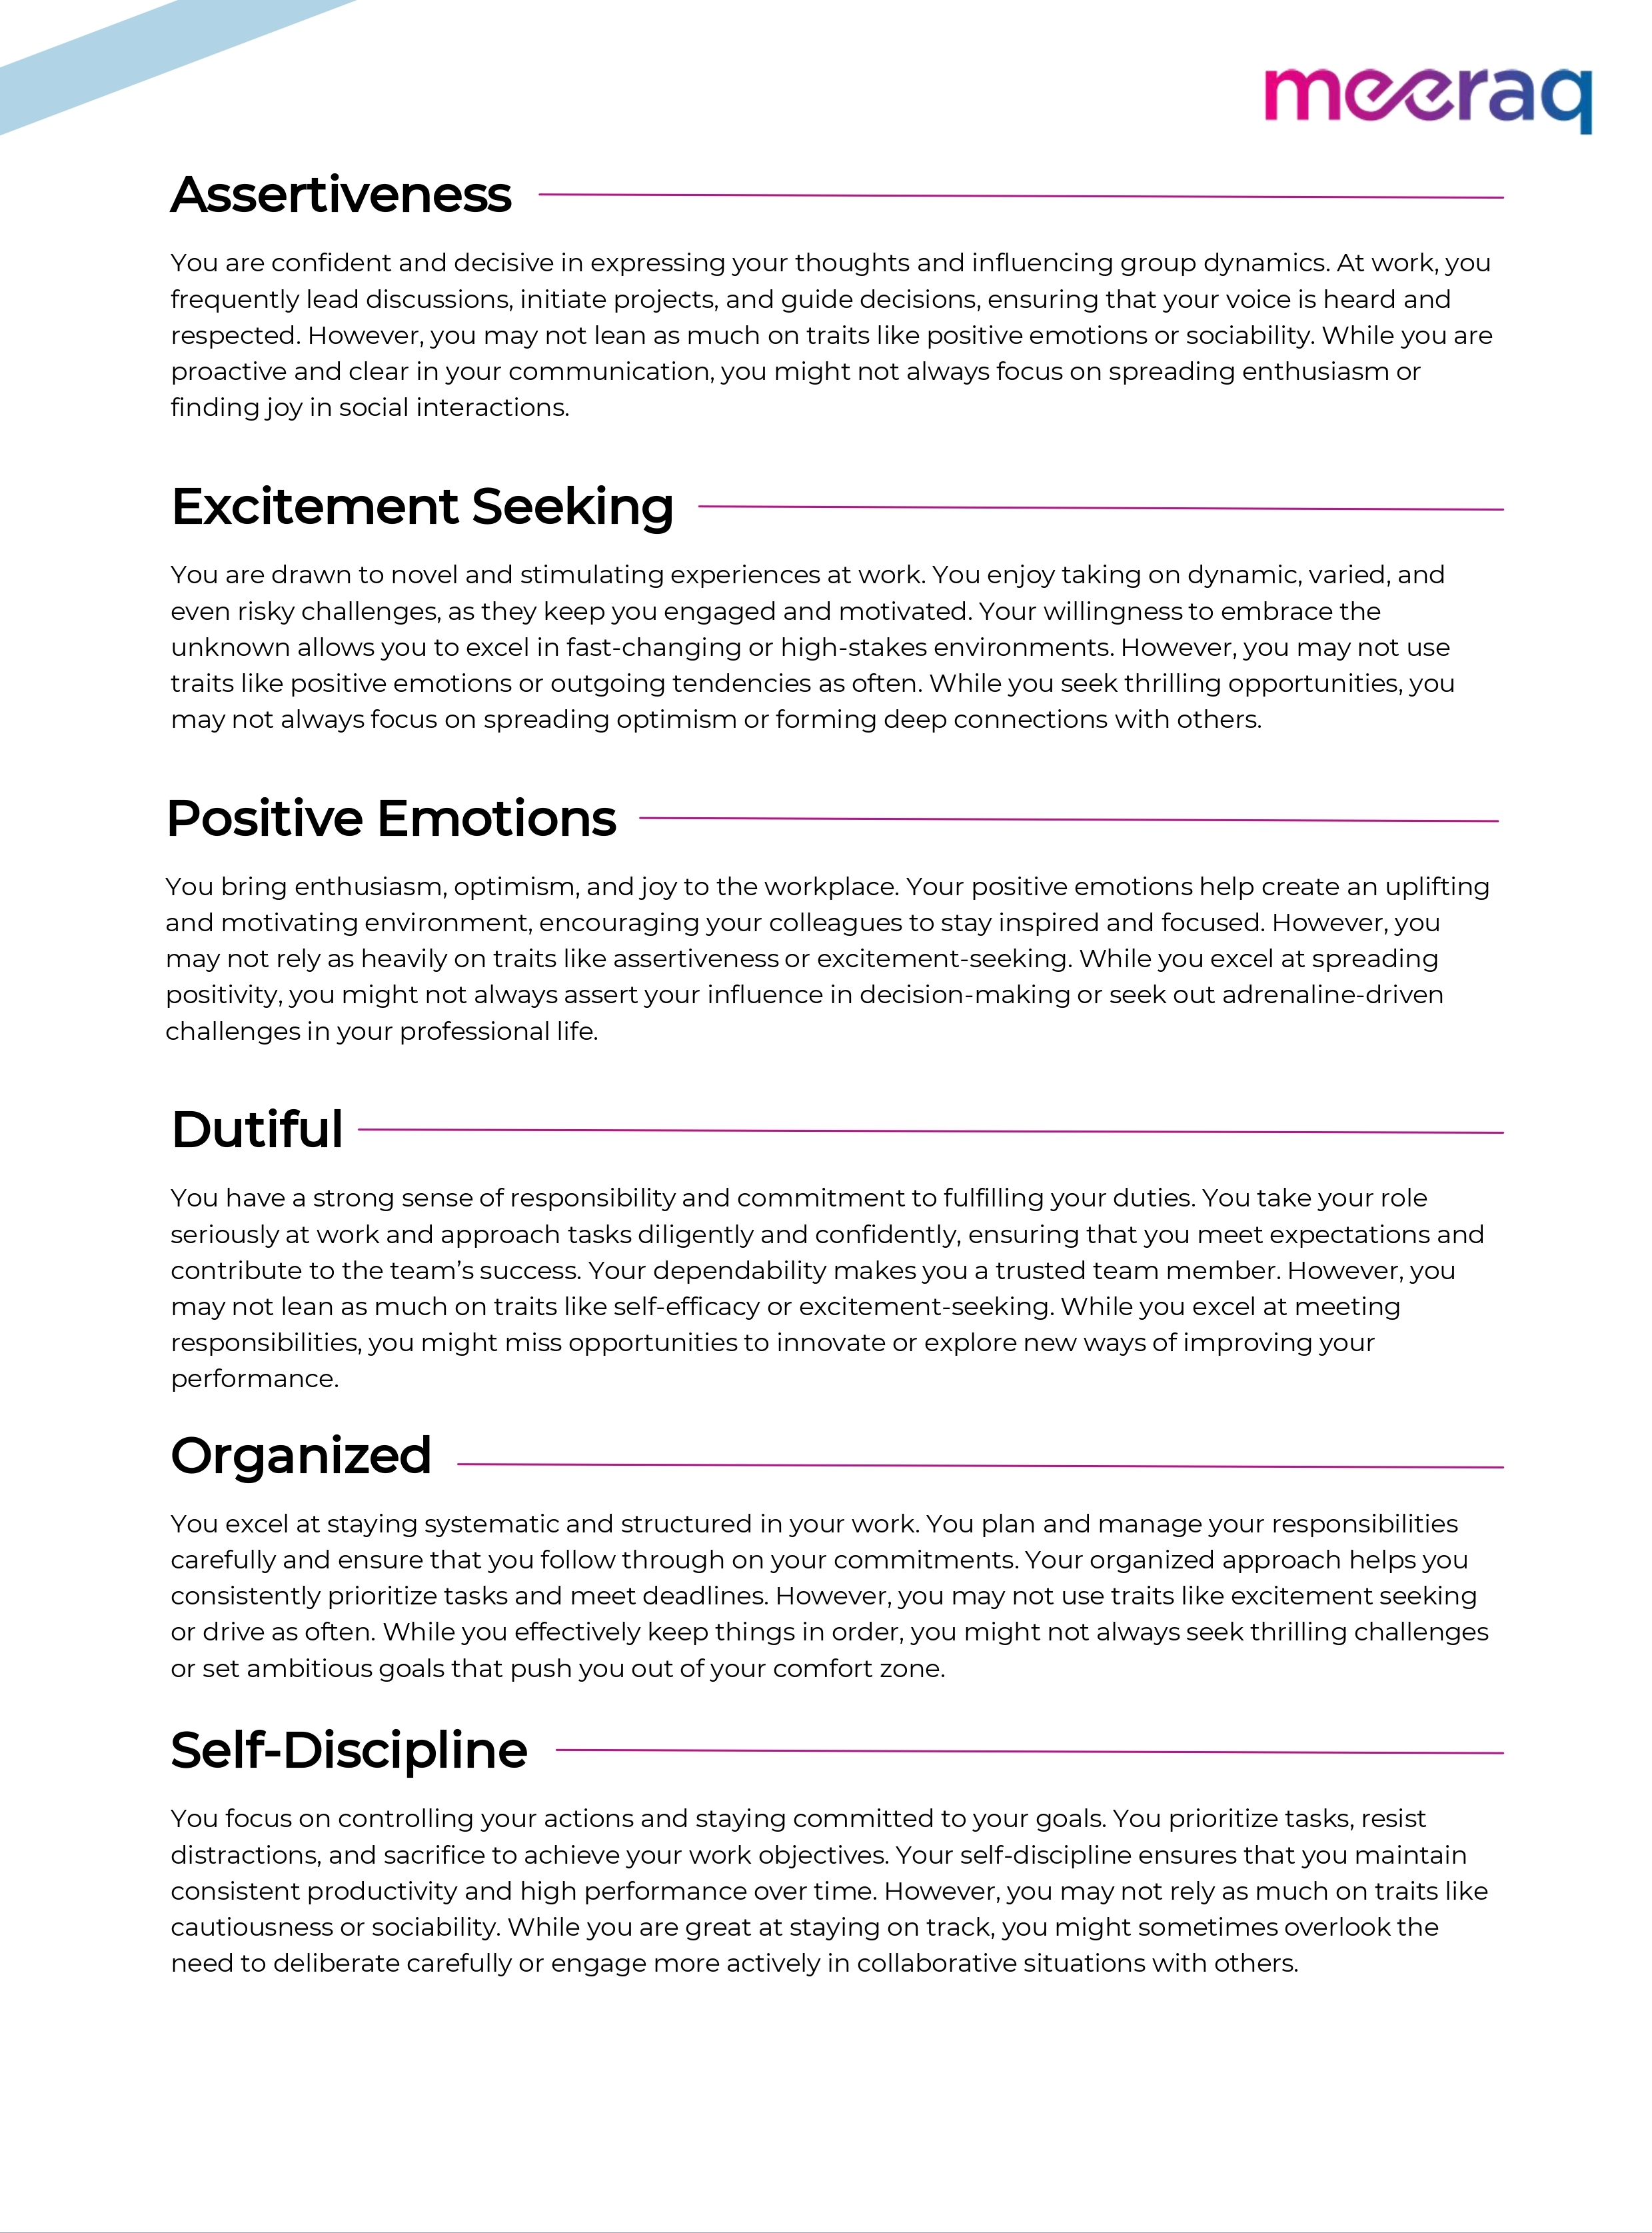 meeraq
Assertiveness
You are confident and decisive in expressing your thoughts and influencing group dynamics. At work, you
frequently lead discussions, initiate projects, and guide decisions, ensuring that your voice is heard and
respected. However, you may not lean as much on traits like positive emotions or sociability. While you are
proactive and clear in your communication, you might not always focus on spreading enthusiasm or
finding joy in social interactions.
Excitement Seeking
You are drawn to novel and stimulating experiences at work. You enjoy taking on dynamic, varied, and
even risky challenges, as they keep you engaged and motivated. Your willingness to embrace the
unknown allows you to excel in fast-changing or high-stakes environments. However, you may not use
traits like positive emotions or outgoing tendencies as often. While you seek thrilling opportunities, you
may not always focus on spreading optimism or forming deep connections with others.
Positive Emotions
You bring enthusiasm, optimism, and joy to the workplace. Your positive emotions help create an uplifting
and motivating environment, encouraging your colleagues to stay inspired and focused. However, you
may not rely as heavily on traits like assertiveness or excitement-seeking. While you excel at spreading
positivity, you might not always assert your influence in decision-making or seek out adrenaline-driven
challenges in your professional life.
Dutiful
You have a strong sense of responsibility and commitment to fulfilling your duties. You take your role
seriously at work and approach tasks diligently and confidently, ensuring that you meet expectations and
contribute to the team’s success. Your dependability makes you a trusted team member. However, you
may not lean as much on traits like self-efficacy or excitement-seeking. While you excel at meeting
responsibilities, you might miss opportunities to innovate or explore new ways of improving your
performance.
Organized
You excel at staying systematic and structured in your work. You plan and manage your responsibilities
carefully and ensure that you follow through on your commitments. Your organized approach helps you
consistently prioritize tasks and meet deadlines. However, you may not use traits like excitement seeking
or drive as often. While you effectively keep things in order, you might not always seek thrilling challenges
or set ambitious goals that push you out of your comfort zone.
Self-Discipline
You focus on controlling your actions and staying committed to your goals. You prioritize tasks, resist
distractions, and sacrifice to achieve your work objectives. Your self-discipline ensures that you maintain
consistent productivity and high performance over time. However, you may not rely as much on traits like
cautiousness or sociability. While you are great at staying on track, you might sometimes overlook the
need to deliberate carefully or engage more actively in collaborative situations with others.